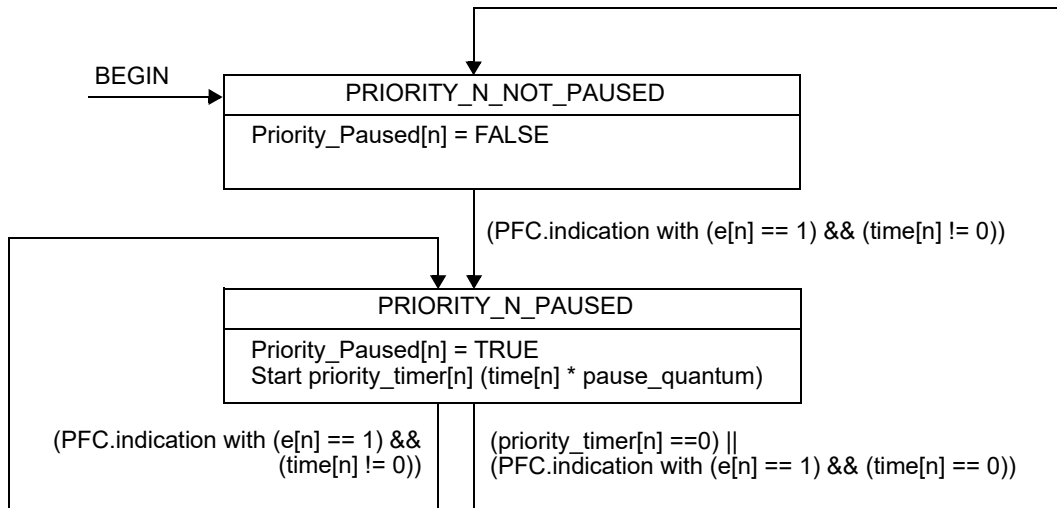 BEGIN
PRIORITY_N_NOT_PAUSED
Priority_Paused[n] = FALSE
(PFC.indication with (e[n] == 1) && (time[n] != 0))
PRIORITY_N_PAUSED
Priority_Paused[n] = TRUE
Start priority_timer[n] (time[n] * pause_quantum)
(PFC.indication with (e[n] == 1) &&
(time[n] != 0))
(priority_timer[n] ==0) ||
(PFC.indication with (e[n] == 1) && (time[n] == 0))